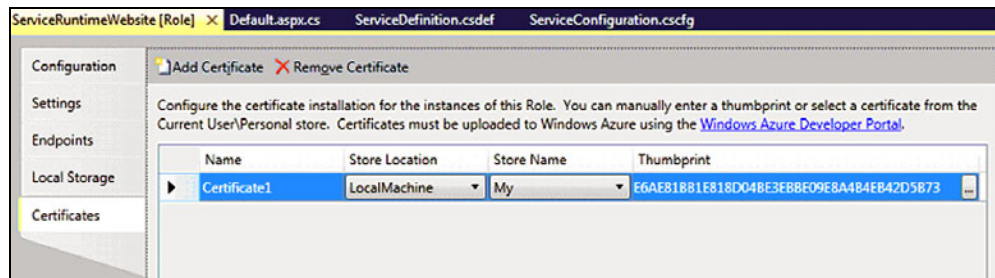 ServiceRuntimeWebsite [Role] Default.aspx.cs ServiceDefinition.csdef ServiceConfiguration.cscfg
Configuration
Add Certificate Remove Certificate
Settings
Configure the certificate installation for the instances of this Role. You can manually enter a thumbprint or select a certificate from the
Current User\Personal store. Certificates must be uploaded to Windows Azure using the Windows Azure Developer Portal.
Endpoints
Local Storage
Certificates
Name Store Location Store Name Thumbprint
Certificate1 LocalMachine My E6AE81BB1E818D04BE3EBBE09E8A4B4EB42D5B73 ...